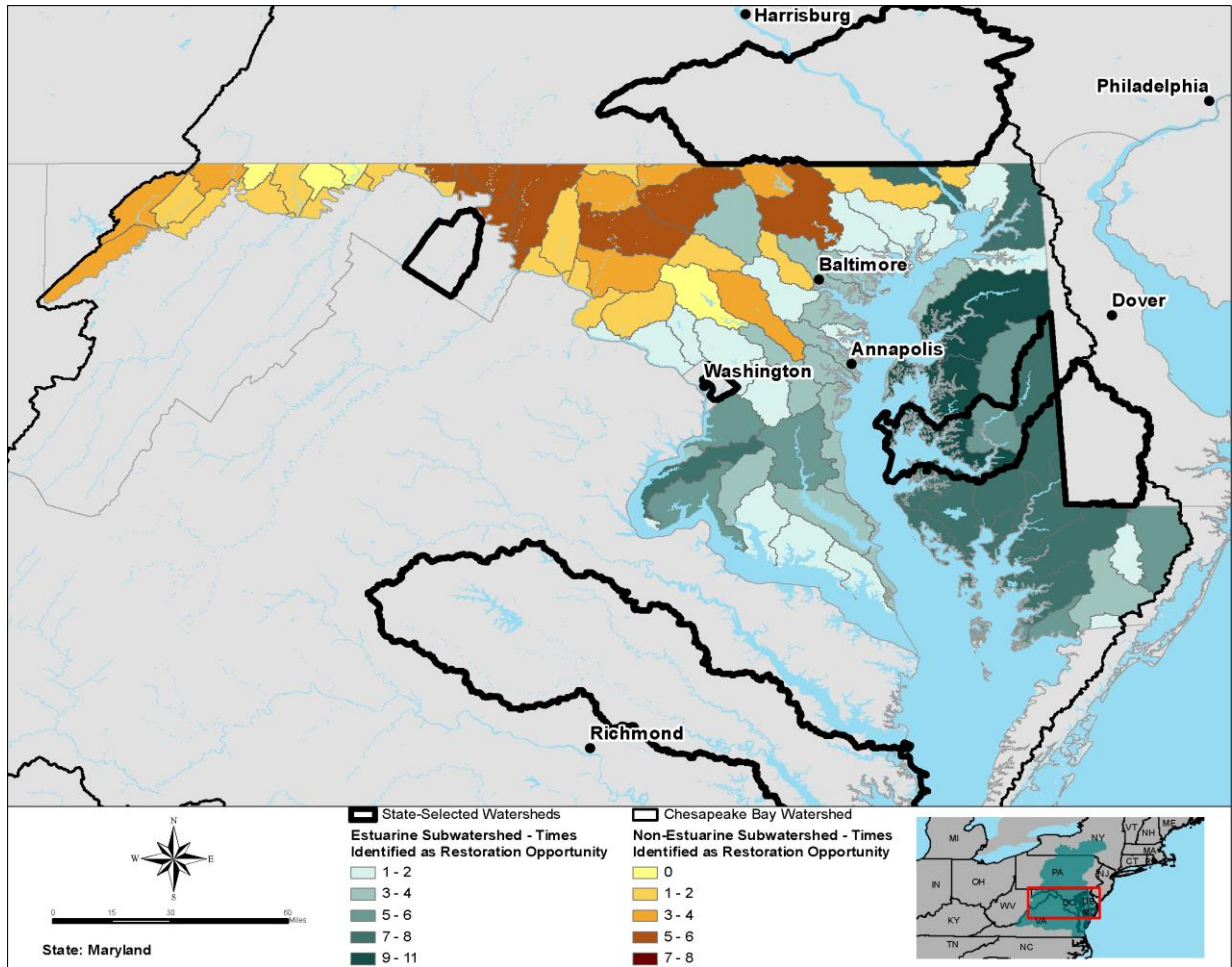 Harrisburg
Philadelphia
Baltimore
Dover
Annapolis
Washington
Richmond
N
W E
S
0 15 30 60
Miles
State: Maryland
State-Selected Watersheds
Estuarine Subwatershed - Times
Identified as Restoration Opportunity
1 - 2
3 - 4
5 - 6
7 - 8
9 - 11
Chesapeake Bay Watershed
Non-Estuarine Subwatershed - Times
Identified as Restoration Opportunity
0
1 - 2
3 - 4
5 - 6
7 - 8
MI
NY
VT
ME
NH
MA
CT
PA
NJ
IN
OH
WV
DC
DE
MD
KY
VA
TN
NC